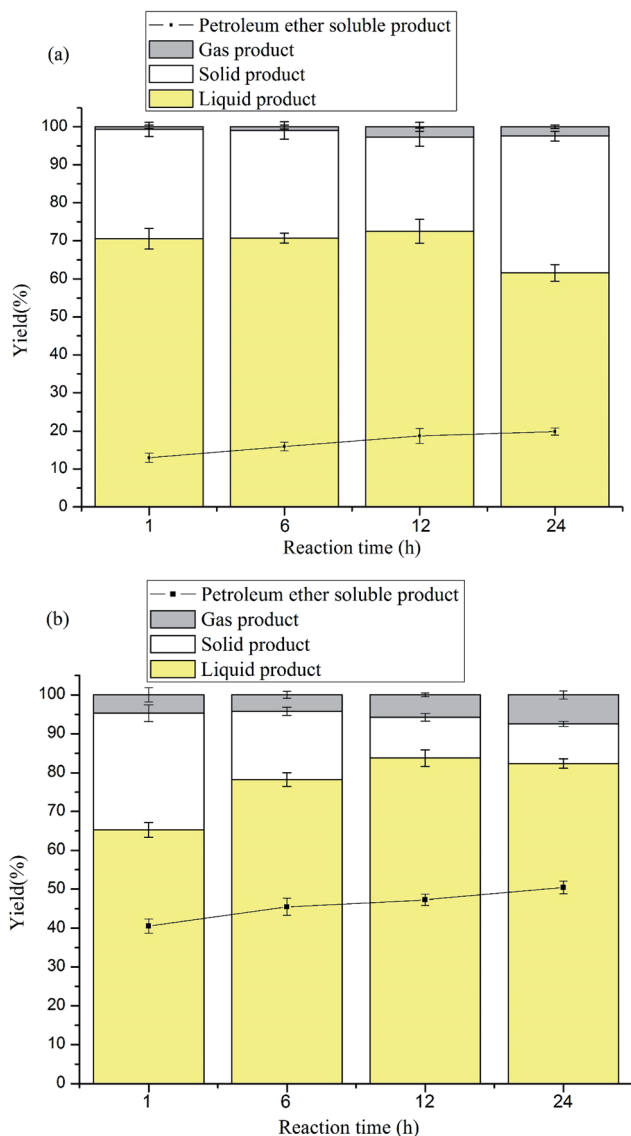 (a)
Petroleum ether soluble product
Gas product
Solid product
Liquid product
100
90
80
70
60
50
40
30
20
10
0
Yield(%)
1 6 12 24
Reaction time (h)
(b)
Petroleum ether soluble product
Gas product
Solid product
Liquid product
100
90
80
70
60
50
40
30
20
10
0
Yield(%)
1 6 12 24
Reaction time (h)